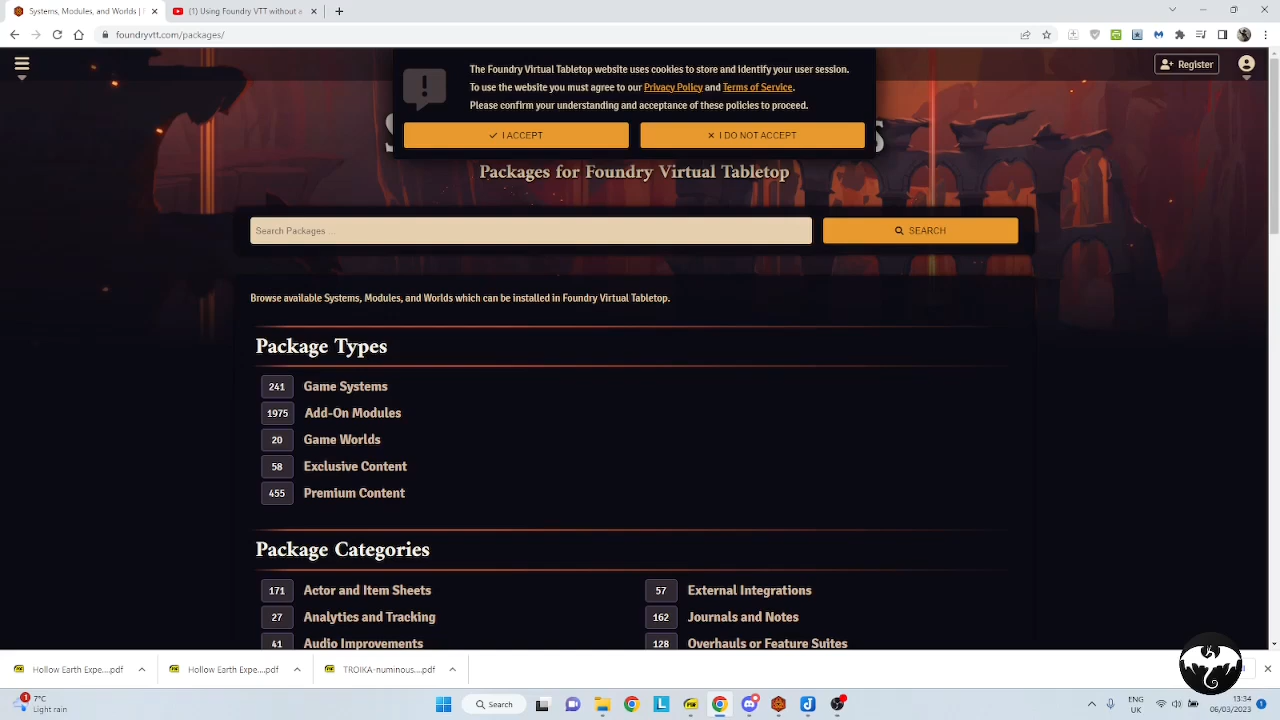 Systems, Modules, and Worlds | F
(1) Using Foundry VTT without a
foundryvtt.com/packages/
The Foundry Virtual Tabletop website uses cookies to store and identify your user session.
To use the website you must agree to our Privacy Policy and Terms of Service.
Please confirm your understanding and acceptance of these policies to proceed.
I ACCEPT
I DO NOT ACCEPT
Register
Packages for Foundry Virtual Tabletop
Search Packages ...
SEARCH
Browse available Systems, Modules, and Worlds which can be installed in Foundry Virtual Tabletop.
Package Types
241 Game Systems
1975 Add-On Modules
20 Game Worlds
58 Exclusive Content
455 Premium Content
Package Categories
171 Actor and Item Sheets
57 External Integrations
27 Analytics and Tracking
162 Journals and Notes
41 Audio Improvements
128 Overhauls or Feature Suites
Hollow Earth Expe....pdf
Hollow Earth Expe....pdf
TROIKA-numinous....pdf
1
7°C
Light rain
Search
ENG
UK
13:34
06/03/2023
1